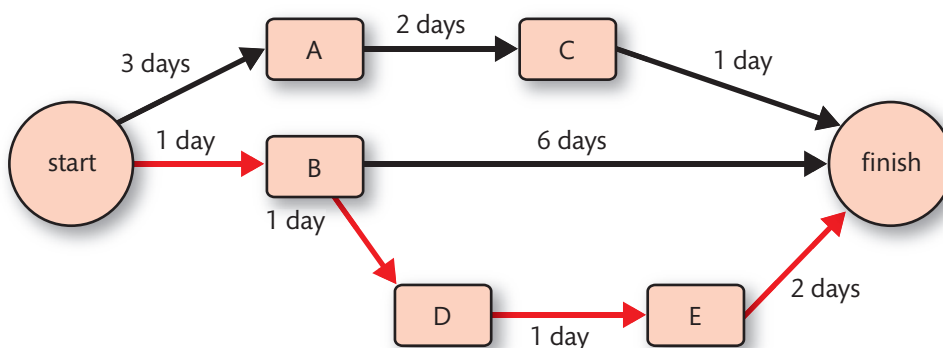 A
2 days
C
3 days
1 day
start
1 day
B
6 days
finish
1 day
D
1 day
E
2 days